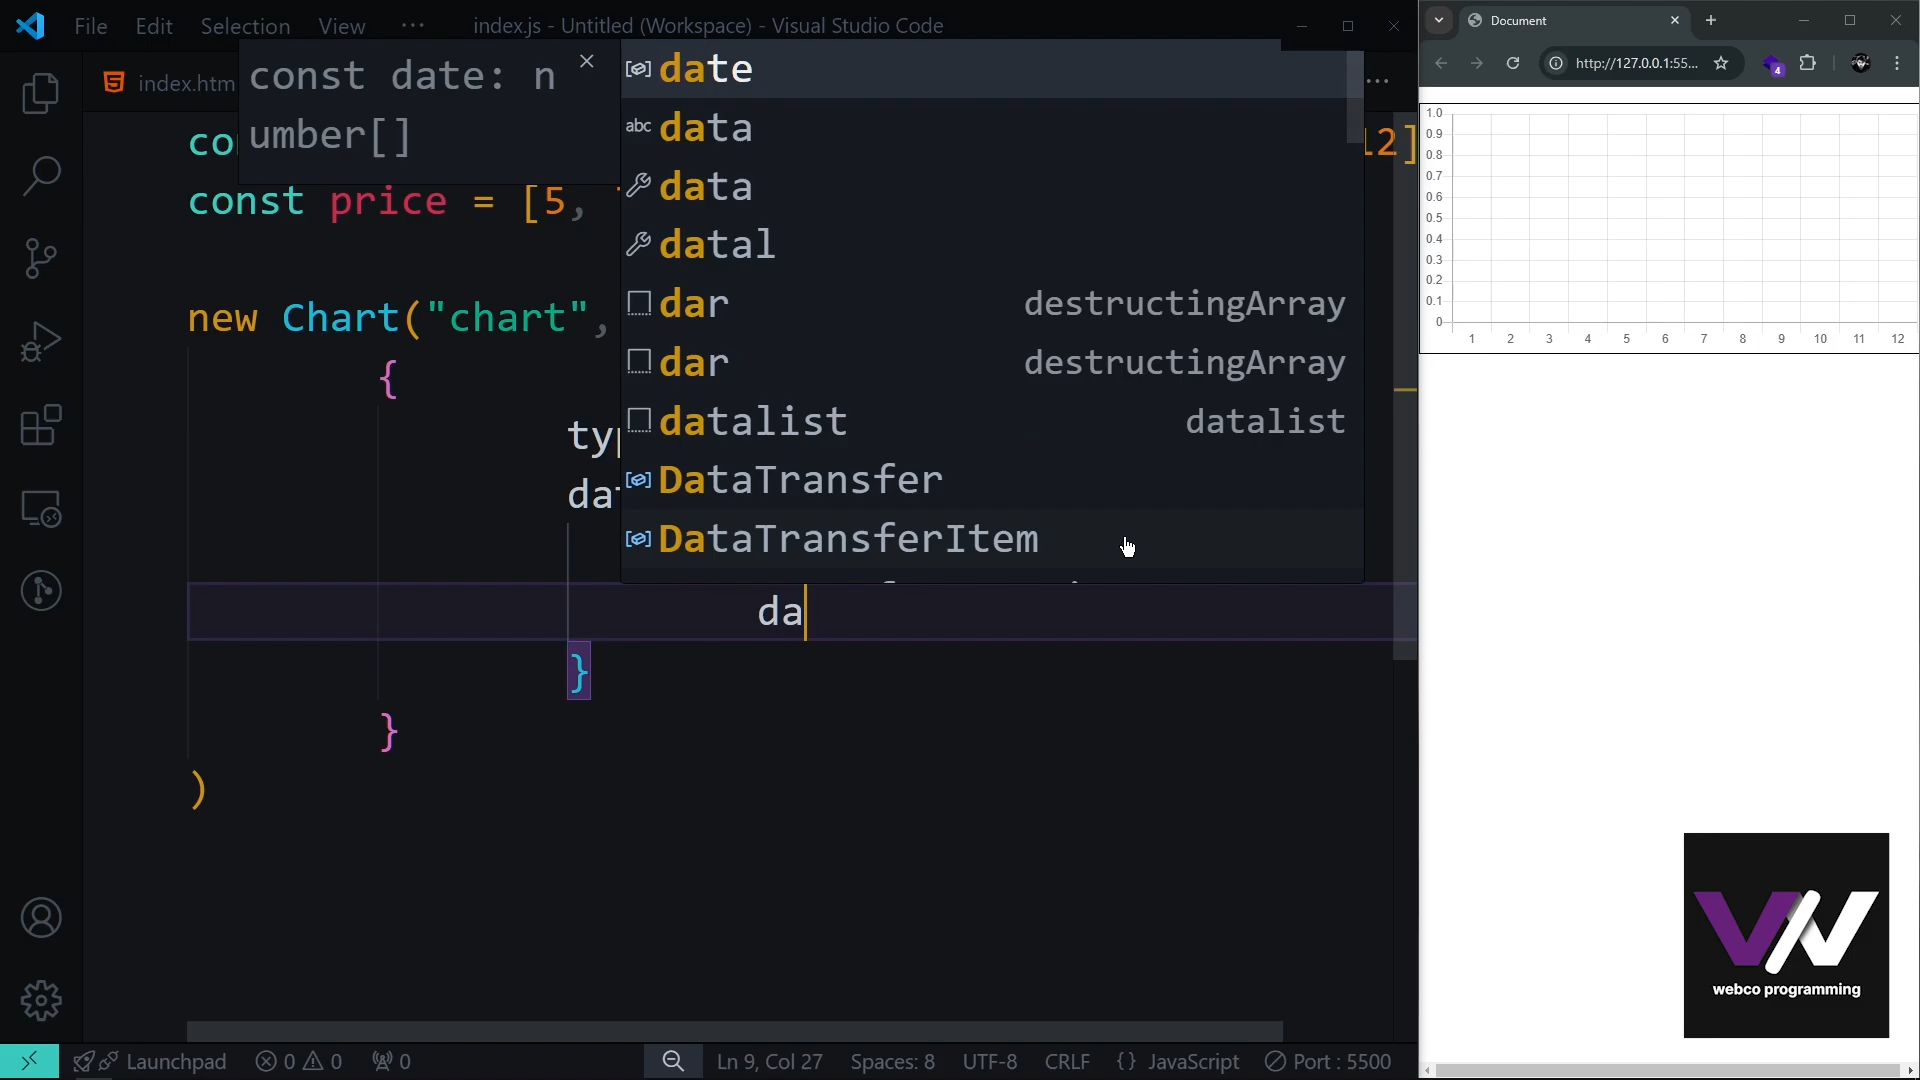 File Edit Selection View ··· index.js - Untitled (Workspace) - Visual Studio Code
index.htm
const date: n
umber[]
date
data
data
datal
dar destructingArray
dar destructingArray
datalist datalist
DataTransfer
DataTransferItem
co 12]
const price = [5,
new Chart("chart",
{
typ
dat
da
}
}
)
Launchpad 0 0 0 Ln 9, Col 27 Spaces: 8 UTF-8 CRLF {} JavaScript Port : 5500
Document
http://127.0.0.1:55... 4
1.0
0.9
0.8
0.7
0.6
0.5
0.4
0.3
0.2
0.1
0
1 2 3 4 5 6 7 8 9 10 11 12
webco programming